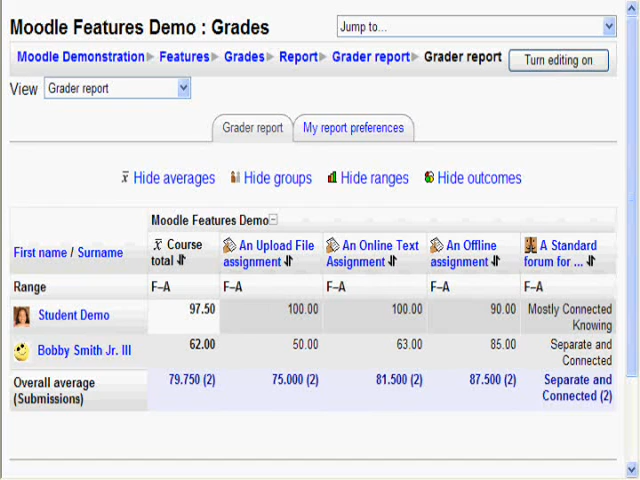 Moodle Features Demo : Grades
Jump to...
Moodle Demonstration Features Grades Report Grader report Grader report
Turn editing on
View Grader report
Grader report My report preferences
x̄ Hide averages Hide groups Hide ranges Hide outcomes
Moodle Features Demo
First name / Surname
x̄ Course total
An Upload File assignment
An Online Text Assignment
An Offline assignment
A Standard forum for ...
Range F–A F–A F–A F–A F–A
Student Demo 97.50 100.00 100.00 90.00 Mostly Connected Knowing
Bobby Smith Jr. III 62.00 50.00 63.00 85.00 Separate and Connected
Overall average (Submissions) 79.750 (2) 75.000 (2) 81.500 (2) 87.500 (2) Separate and Connected (2)